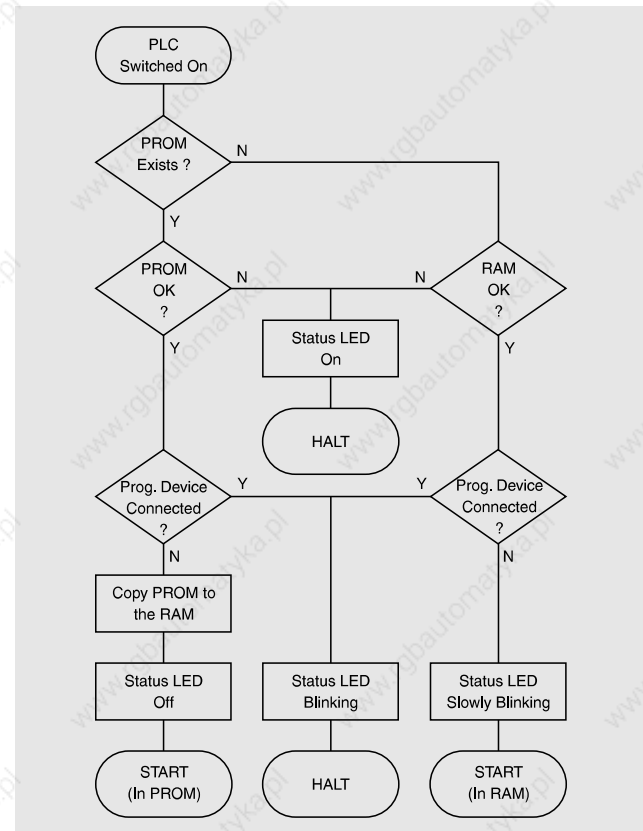 PLC
Switched On
PROM
Exists ?
N
Y
PROM
OK
?
N
N
RAM
OK
?
Y
Y
Status LED
On
HALT
Prog. Device
Connected
?
Y
Y
Prog. Device
Connected
?
N
N
Copy PROM to
the RAM
Status LED
Off
Status LED
Blinking
Status LED
Slowly Blinking
START
(In PROM)
HALT
START
(In RAM)
www.rgbautomatyka.pl